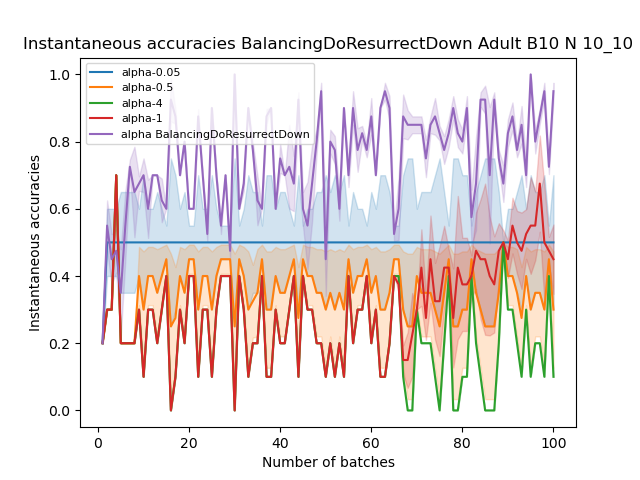 Instantaneous accuracies BalancingDoResurrectDown Adult B10 N 10_10
alpha-0.05
alpha-0.5
alpha-4
alpha-1
alpha BalancingDoResurrectDown
1.0
0.8
0.6
0.4
0.2
0.0
Instantaneous accuracies
0 20 40 60 80 100
Number of batches